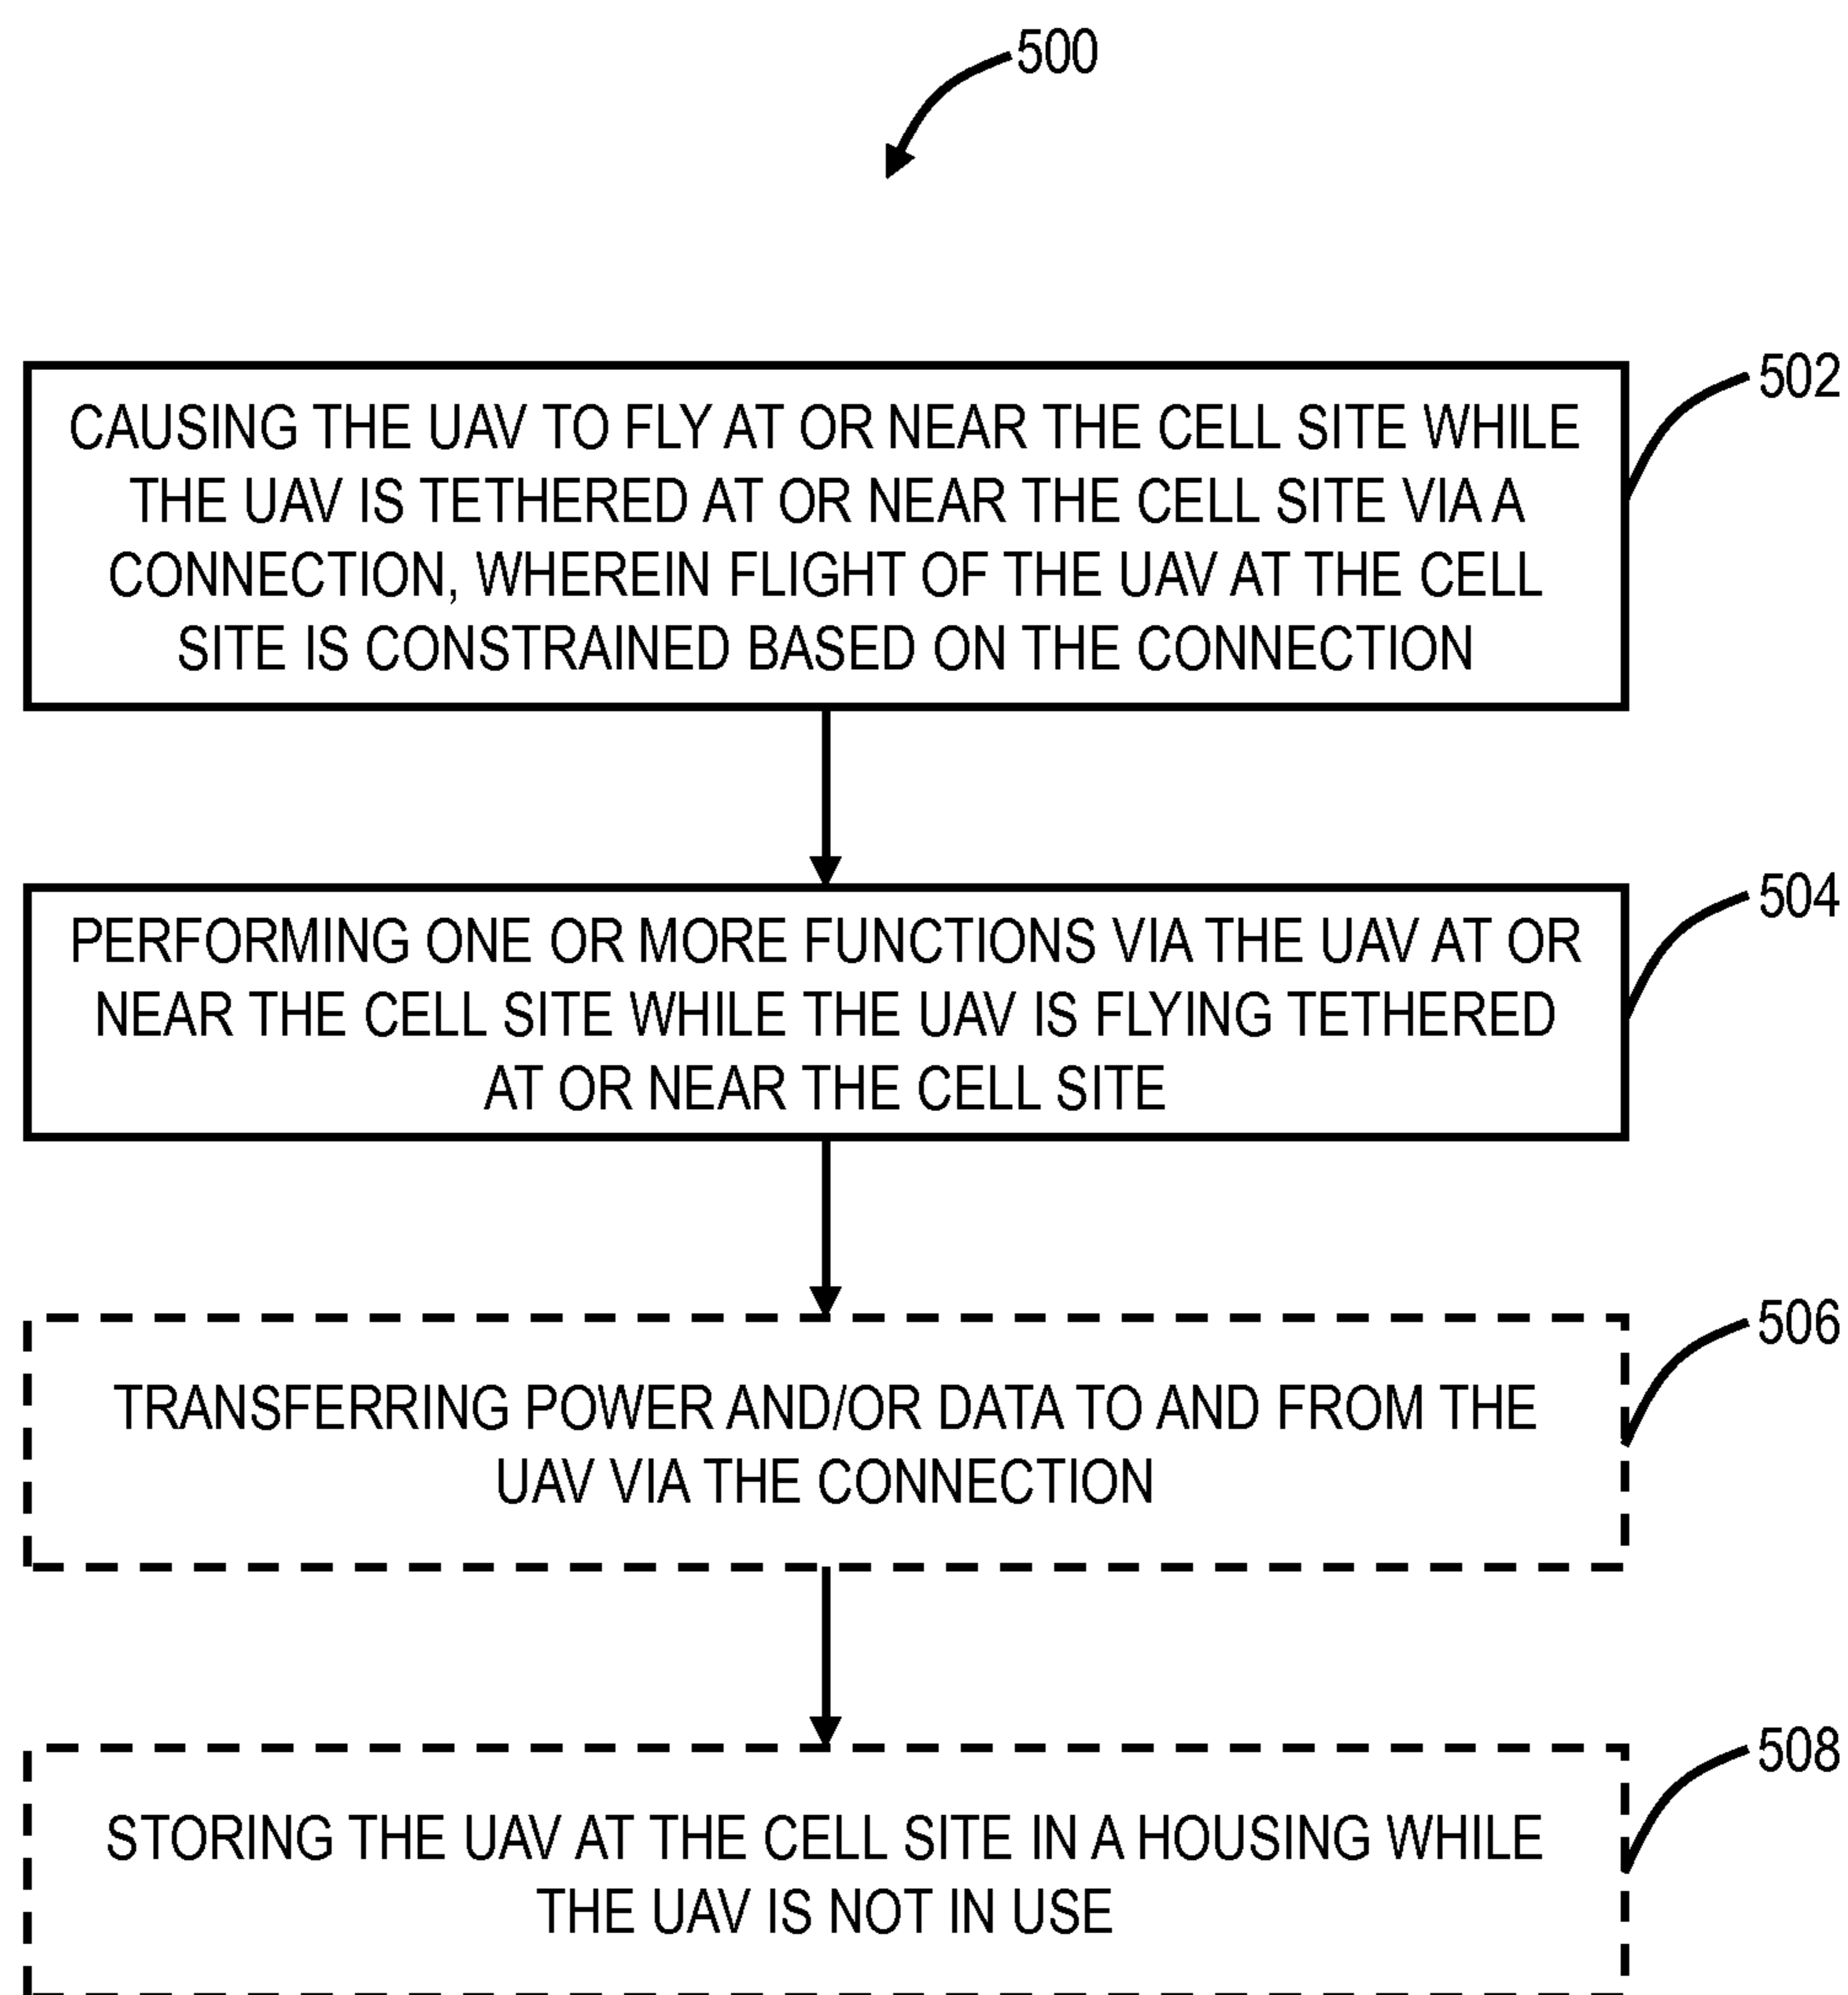 500
502
CAUSING THE UAV TO FLY AT OR NEAR THE CELL SITE WHILE
THE UAV IS TETHERED AT OR NEAR THE CELL SITE VIA A
CONNECTION, WHEREIN FLIGHT OF THE UAV AT THE CELL
SITE IS CONSTRAINED BASED ON THE CONNECTION
504
PERFORMING ONE OR MORE FUNCTIONS VIA THE UAV AT OR
NEAR THE CELL SITE WHILE THE UAV IS FLYING TETHERED
AT OR NEAR THE CELL SITE
506
TRANSFERRING POWER AND/OR DATA TO AND FROM THE
UAV VIA THE CONNECTION
508
STORING THE UAV AT THE CELL SITE IN A HOUSING WHILE
THE UAV IS NOT IN USE